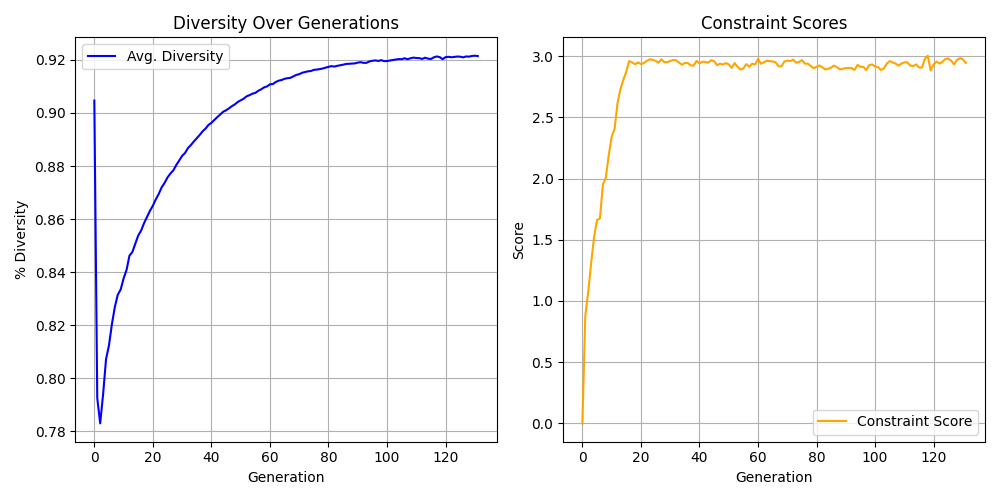 Diversity Over Generations
Avg. Diversity
% Diversity
0.92
0.90
0.88
0.86
0.84
0.82
0.80
0.78
0 20 40 60 80 100 120
Generation
Constraint Scores
Score
3.0
2.5
2.0
1.5
1.0
0.5
0.0
Constraint Score
0 20 40 60 80 100 120
Generation